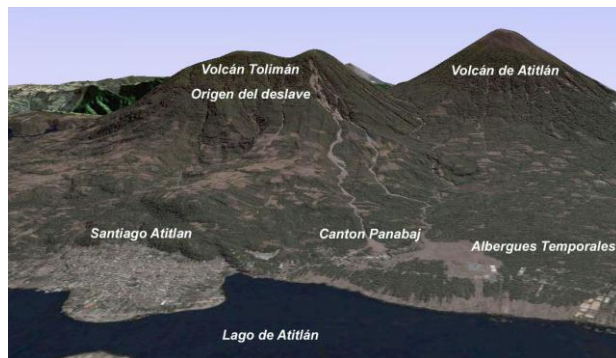 Volcán Tolimán
Volcán de Atitlán
Origen del deslave
Santiago Atitlan
Canton Panabaj
Albergues Temporales
Lago de Atitlán